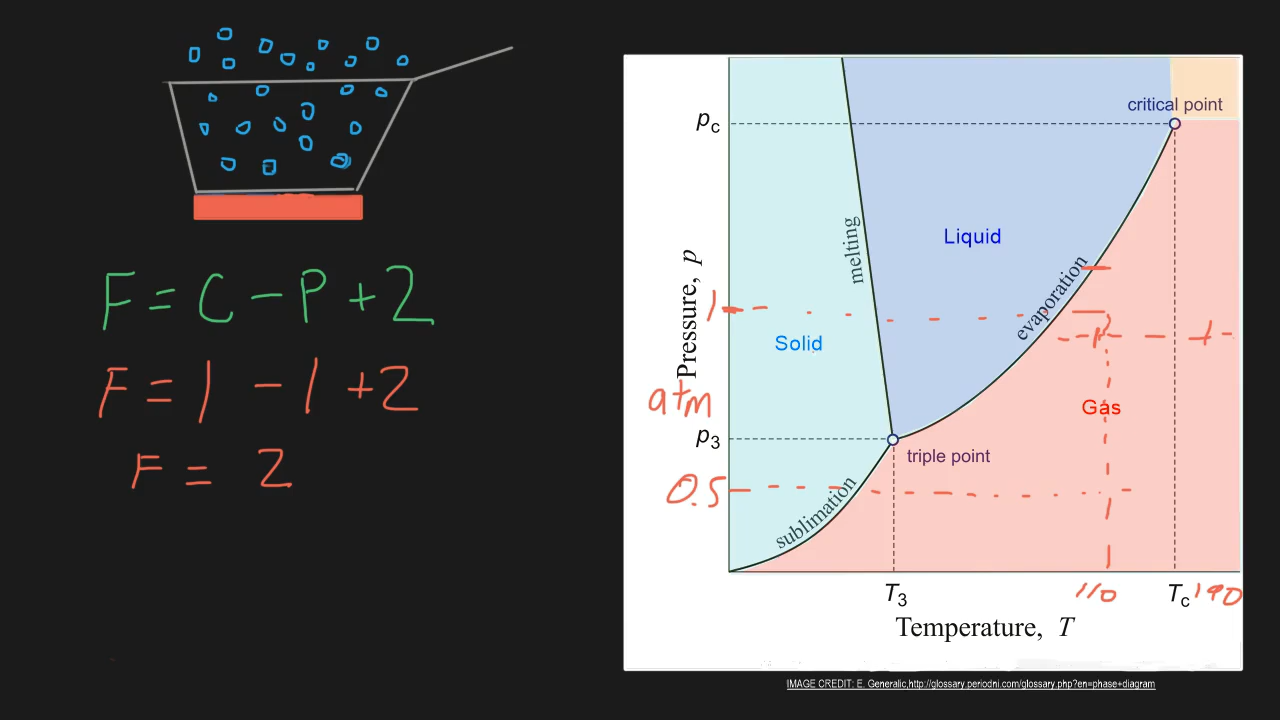 F = C - P + 2
F = 1 - 1 + 2
F = 2
critical point
pc
melting
Liquid
evaporation
Pressure, p
1
Solid
atm
Gas
p3
triple point
0.5
sublimation
T3
110
Tc
190
Temperature, T
IMAGE CREDIT: E. Generalic,http://glossary.periodni.com/glossary.php?en=phase+diagram